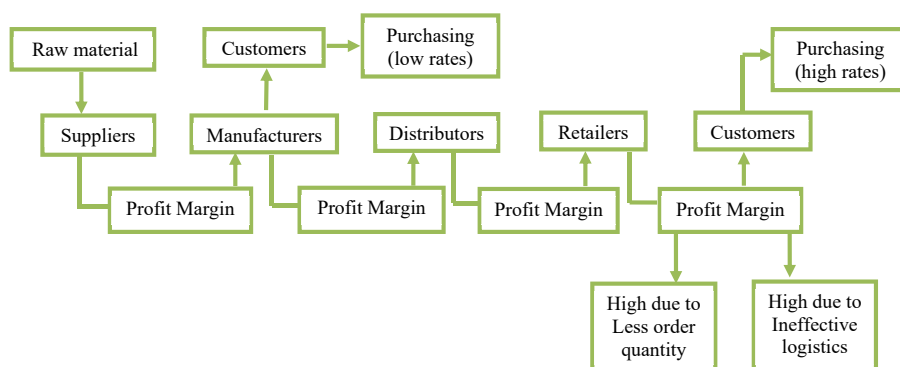 Raw material
Customers
Purchasing
(low rates)
Purchasing
(high rates)
Suppliers
Manufacturers
Distributors
Retailers
Customers
Profit Margin
Profit Margin
Profit Margin
Profit Margin
High due to
Less order
quantity
High due to
Ineffective
logistics